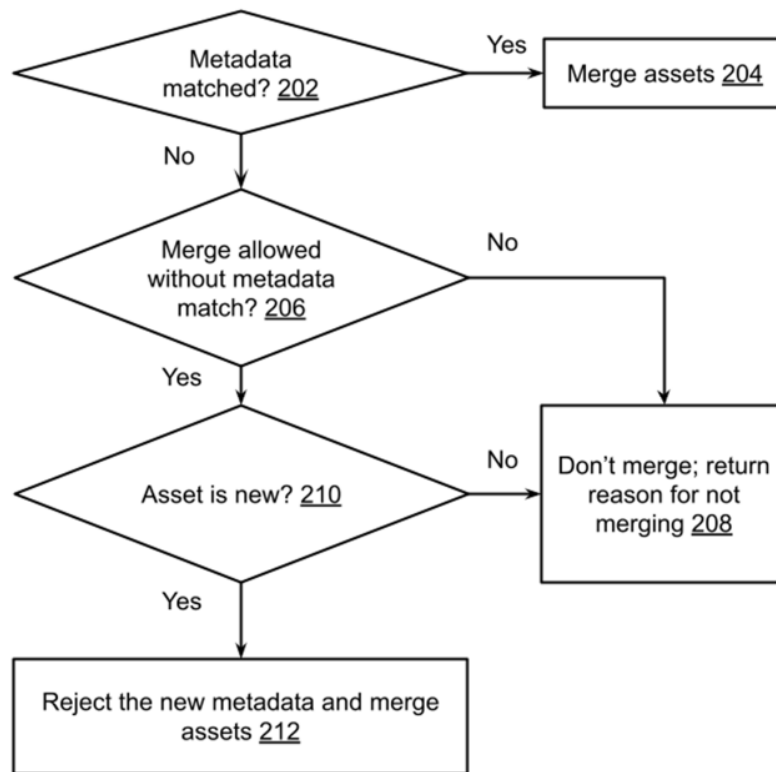 Metadata
matched? 202
Yes
Merge assets 204
No
Merge allowed
without metadata
match? 206
No
Yes
Asset is new? 210
No
Don’t merge; return
reason for not
merging 208
Yes
Reject the new metadata and merge
assets 212